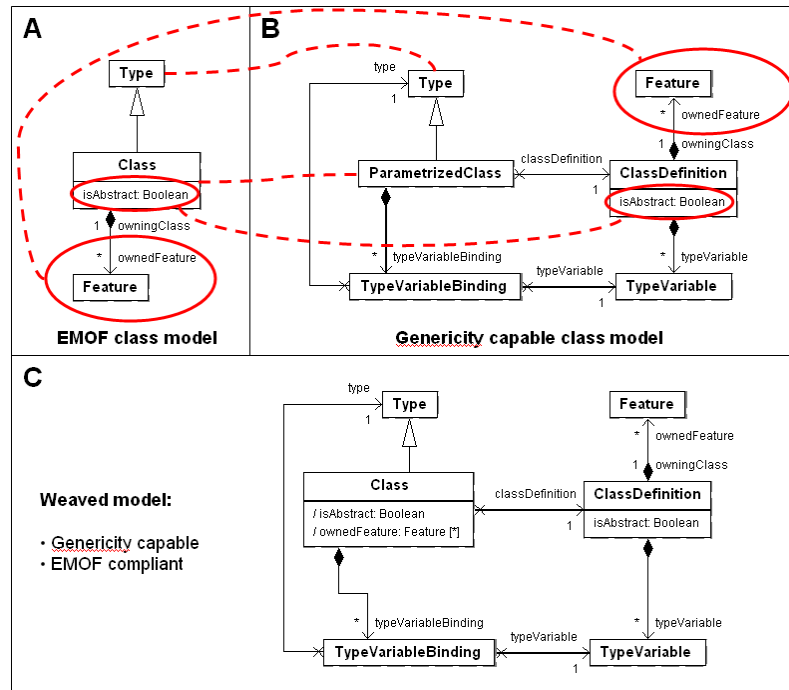 A
Type
Class
isAbstract: Boolean
1
owningClass
*
ownedFeature
Feature
EMOF class model
B
type
1
Type
Feature
*
ownedFeature
1
owningClass
ParametrizedClass
classDefinition
1
ClassDefinition
isAbstract: Boolean
*
typeVariableBinding
*
typeVariable
TypeVariableBinding
typeVariable
1
TypeVariable
Genericity capable class model
C
type
1
Type
Feature
*
ownedFeature
1
owningClass
Class
/ isAbstract: Boolean
/ ownedFeature: Feature [*]
classDefinition
1
ClassDefinition
isAbstract: Boolean
Weaved model:
• Genericity capable
• EMOF compliant
*
typeVariableBinding
*
typeVariable
TypeVariableBinding
typeVariable
1
TypeVariable